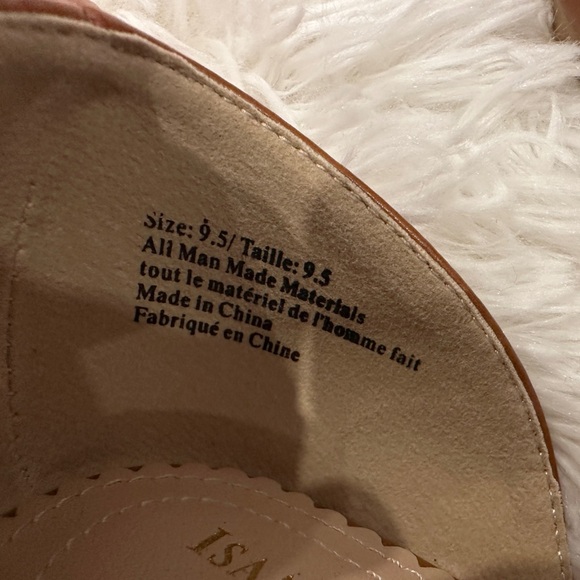 Size: 9.5/ Taille: 9.5
All Man Made Materials
tout le matériel de l'homme fait
Made in China
Fabriqué en Chine
ISA